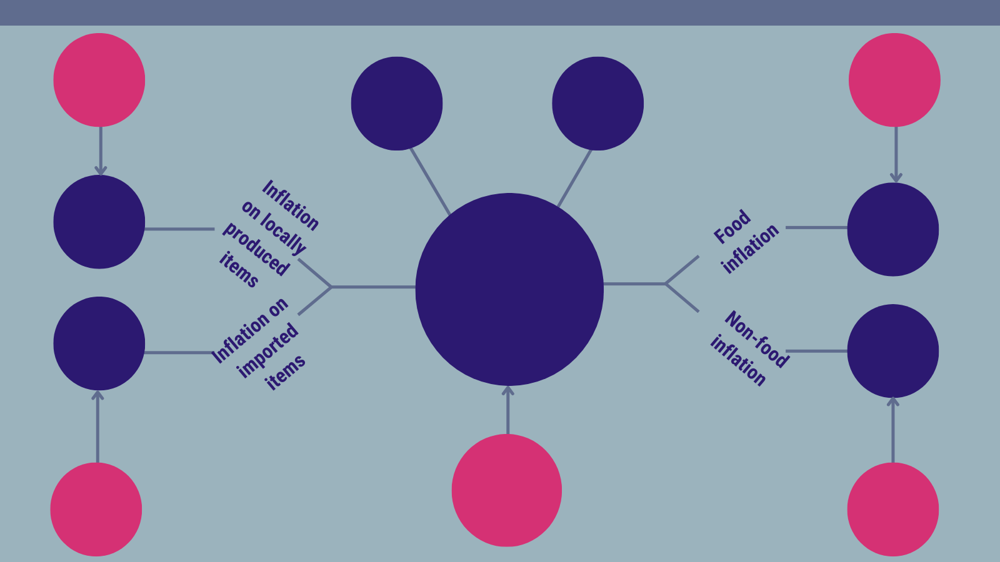 Inflation
on locally
produced
items
Inflation on
imported
items
Food
inflation
Non-food
inflation